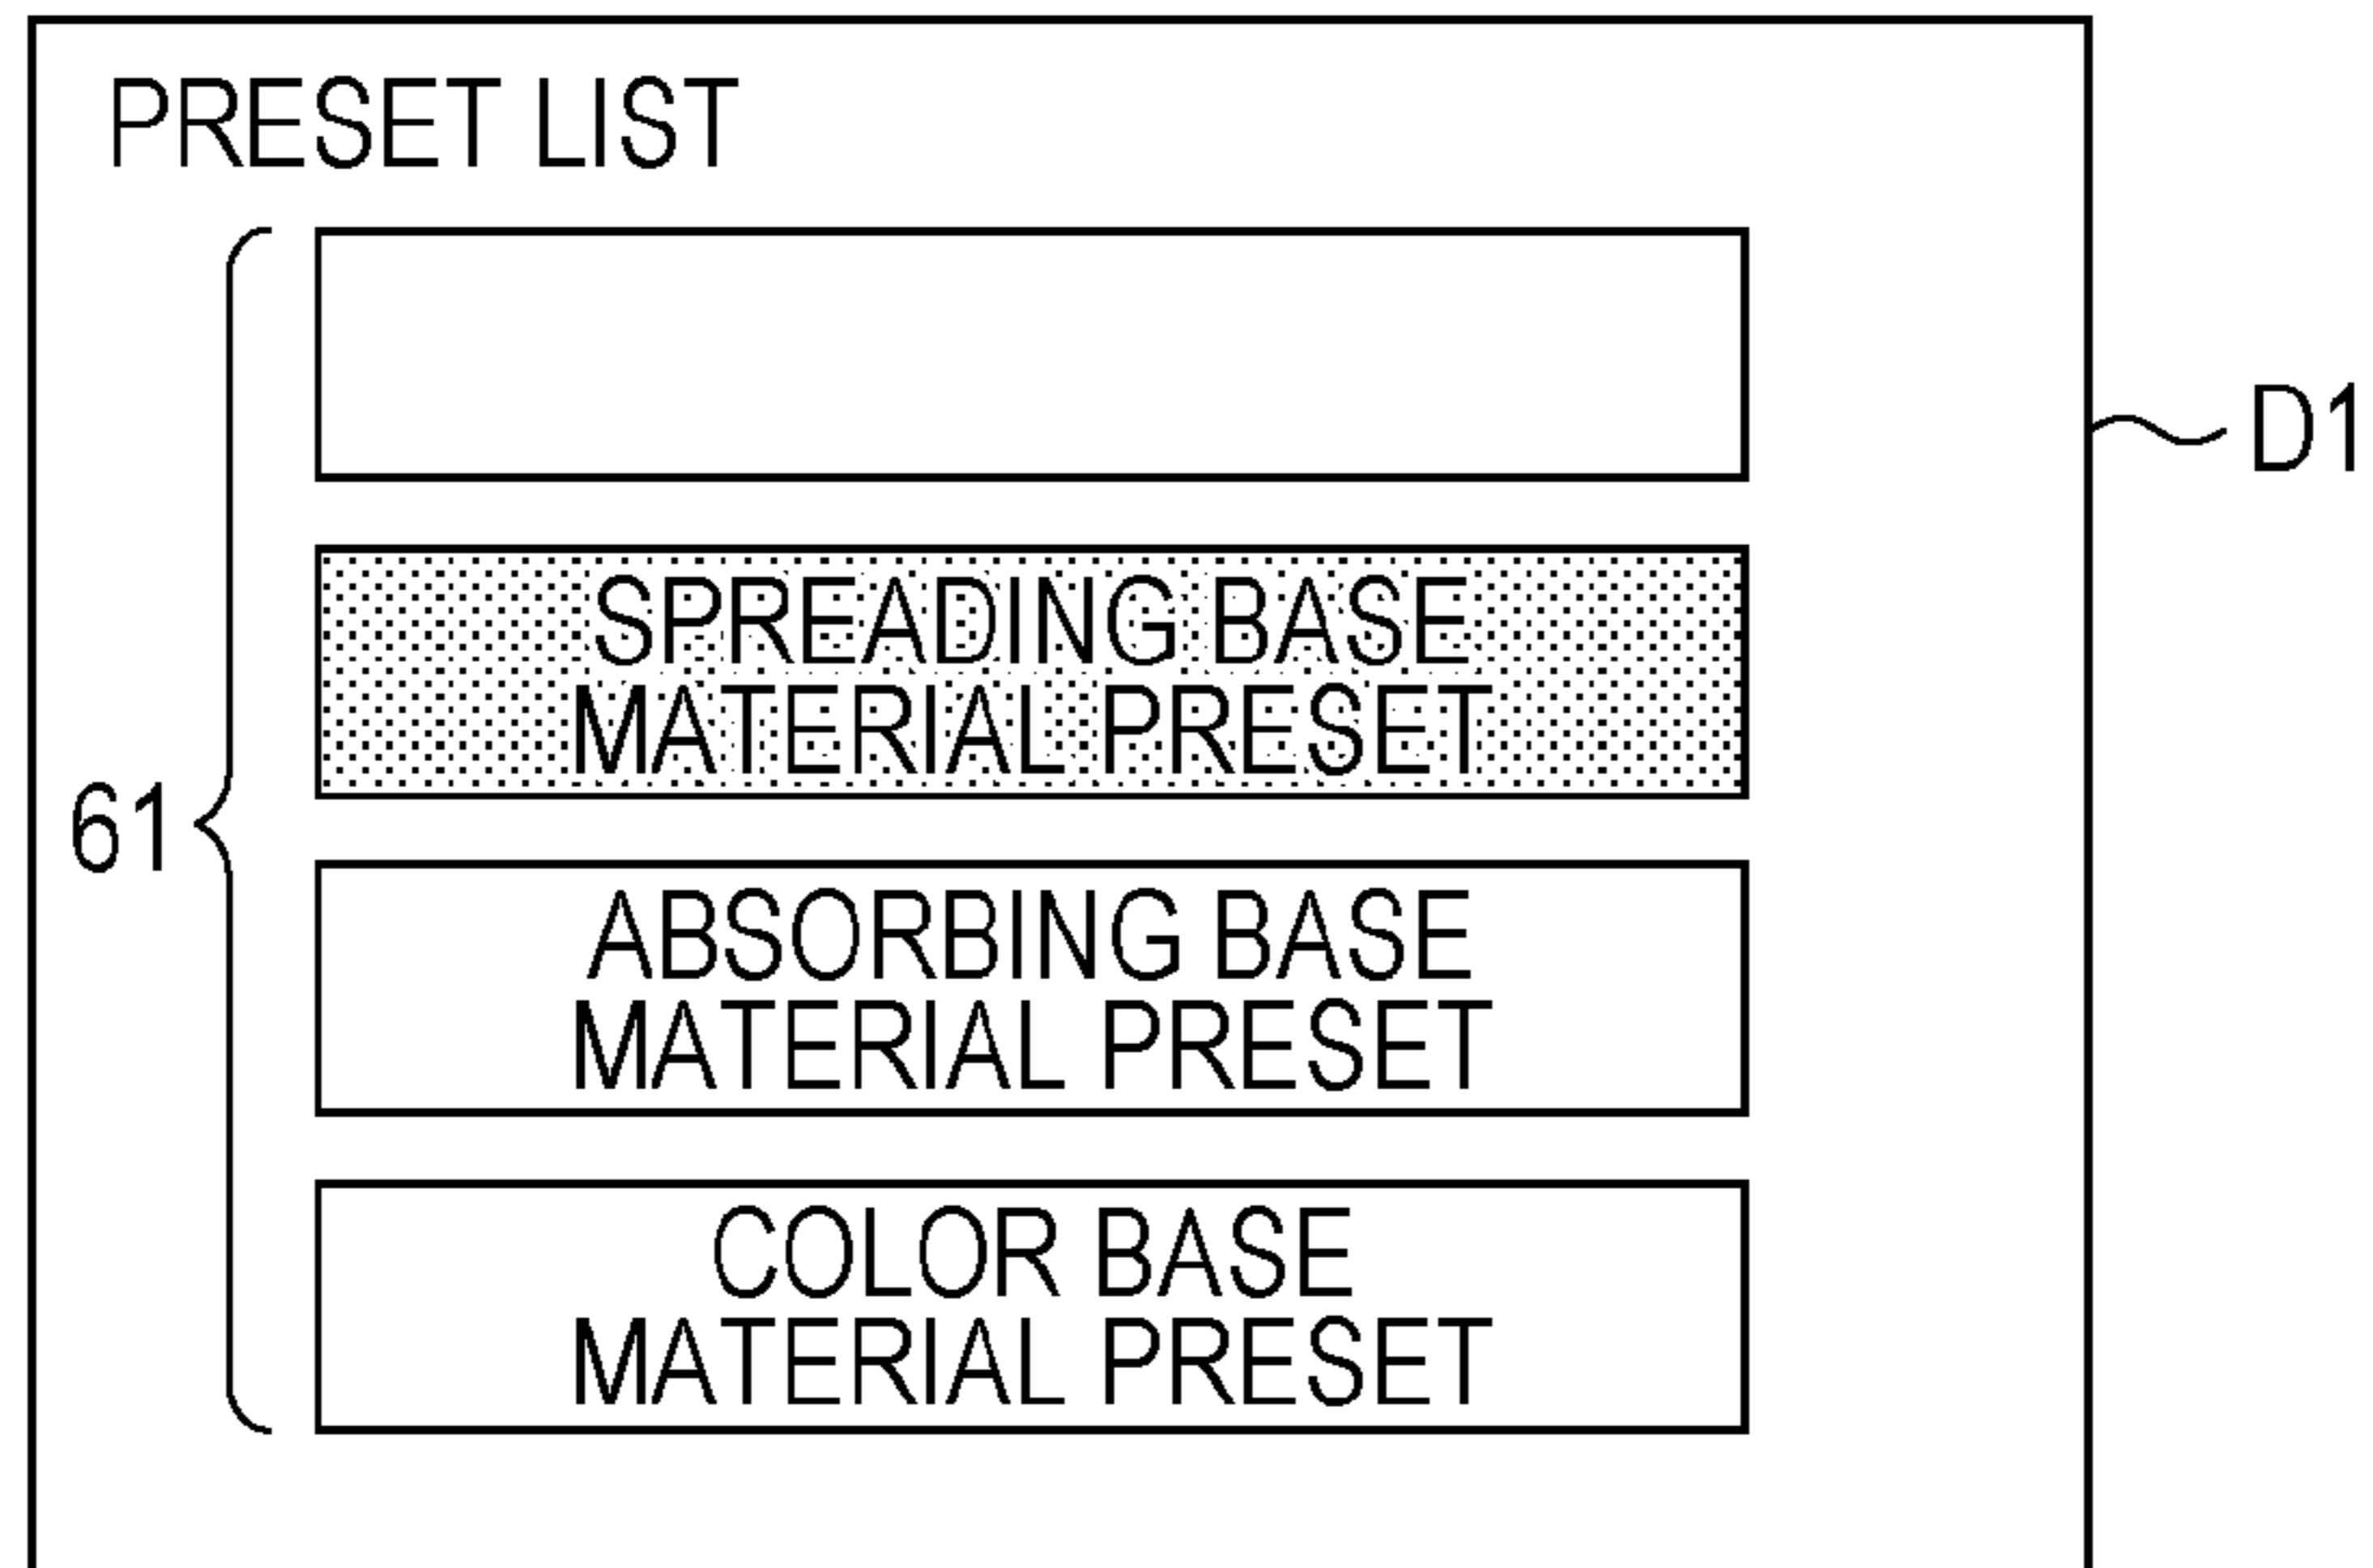 PRESET LIST
D1
SPREADING BASE
MATERIAL PRESET
61
ABSORBING BASE
MATERIAL PRESET
COLOR BASE
MATERIAL PRESET